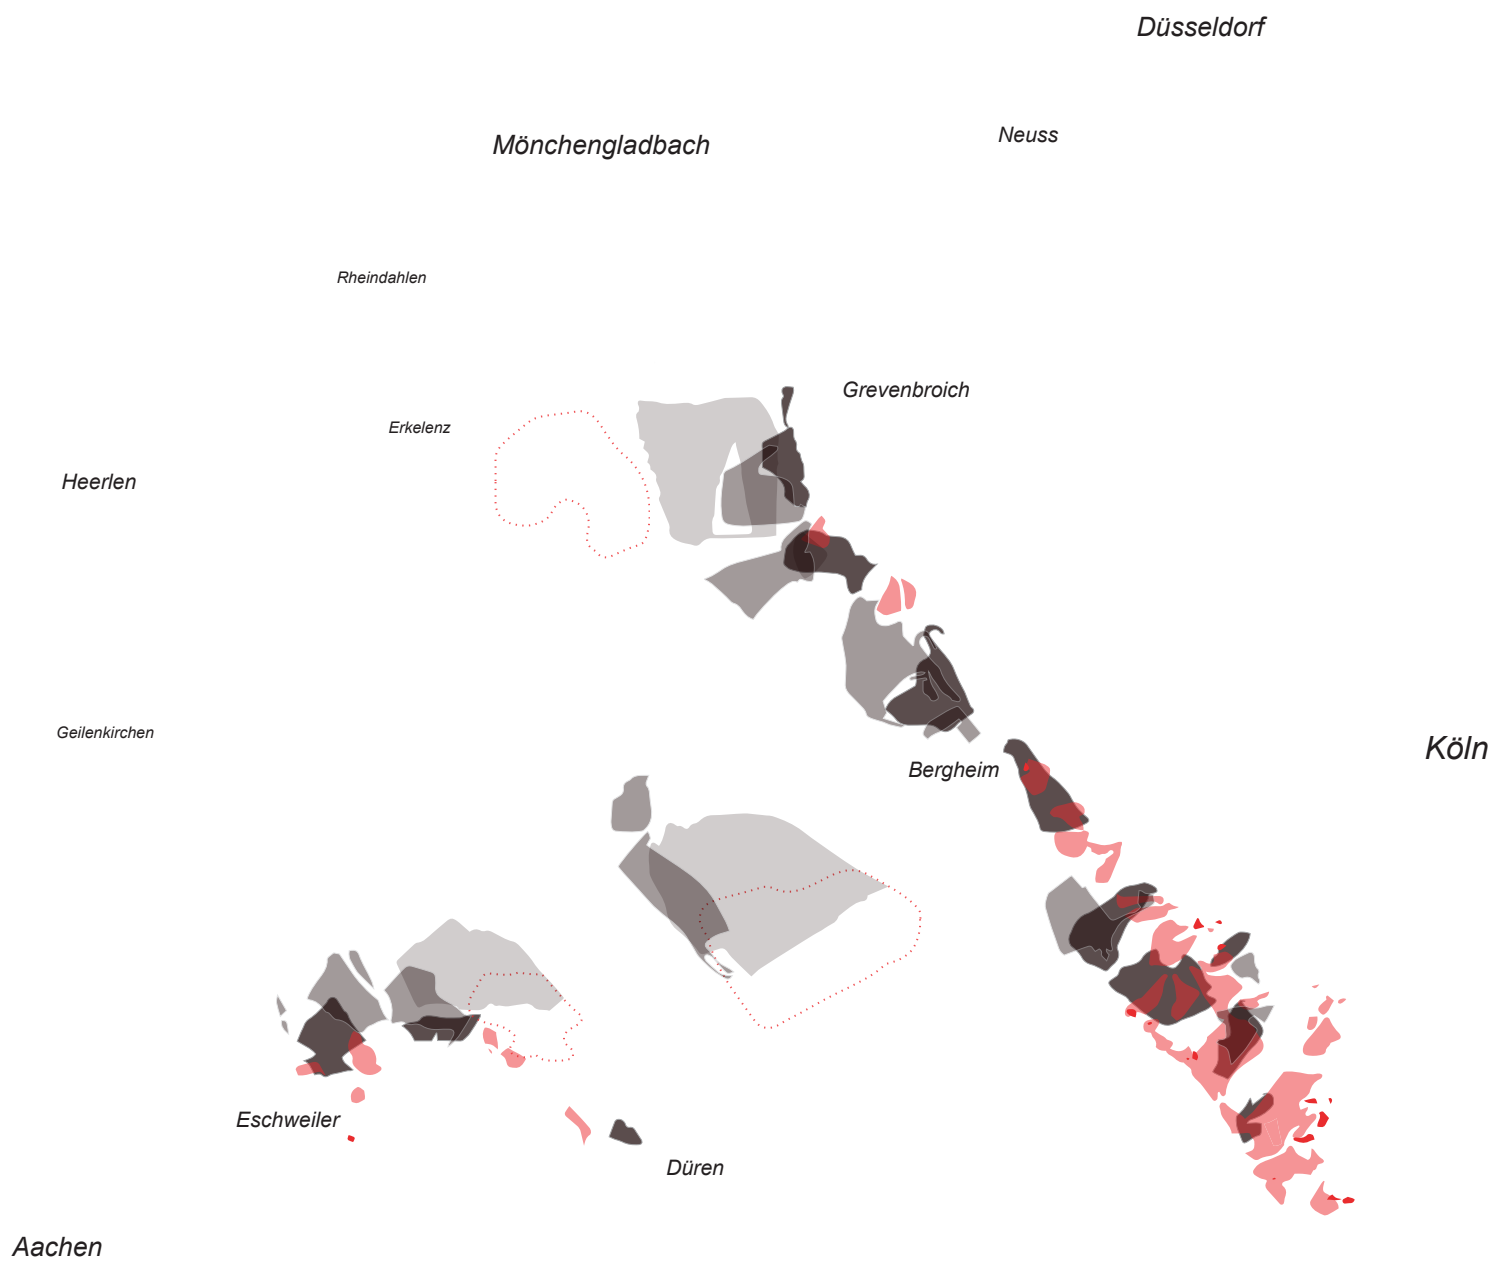 Düsseldorf
Neuss
Mönchengladbach
Rheindahlen
Grevenbroich
Erkelenz
Heerlen
Geilenkirchen
Köln
Bergheim
Eschweiler
Düren
Aachen